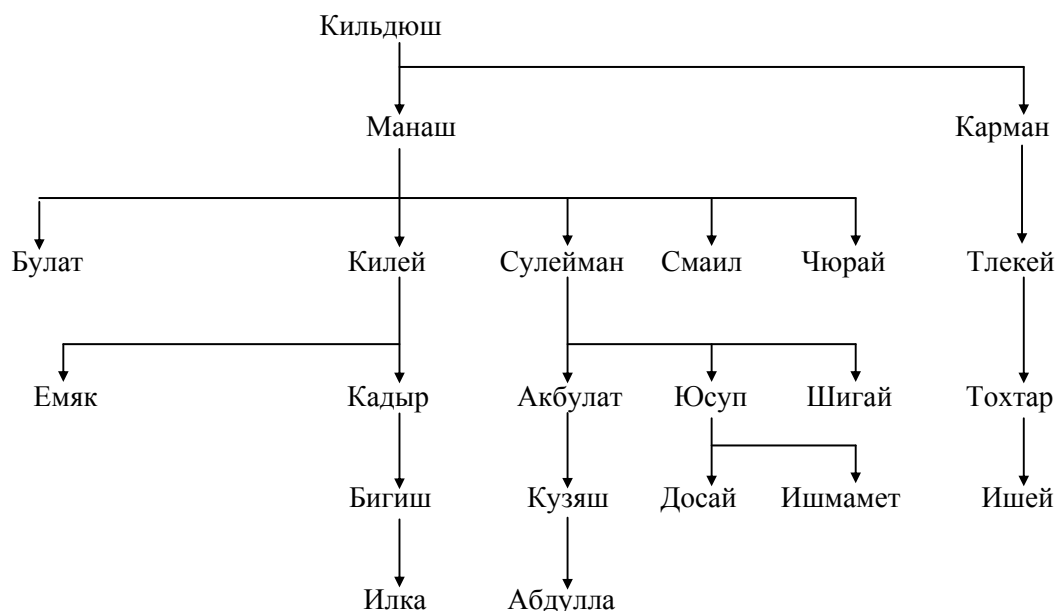 Кильдюш
Манаш Карман
Булат Килей Сулейман Смаил Чюрай Тлекей
Емяк Кадыр Акбулат Юсуп Шигай Тохтар
Бигиш Кузяш Досай Ишмамет Ишей
Илка Абдулла